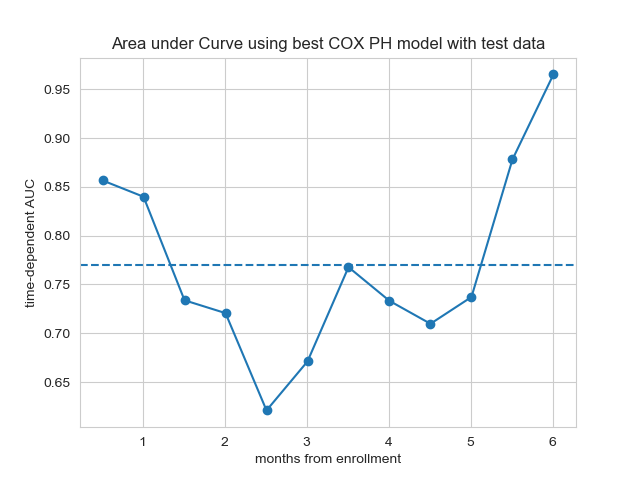 Area under Curve using best COX PH model with test data
time-dependent AUC
0.95
0.90
0.85
0.80
0.75
0.70
0.65
1 2 3 4 5 6
months from enrollment